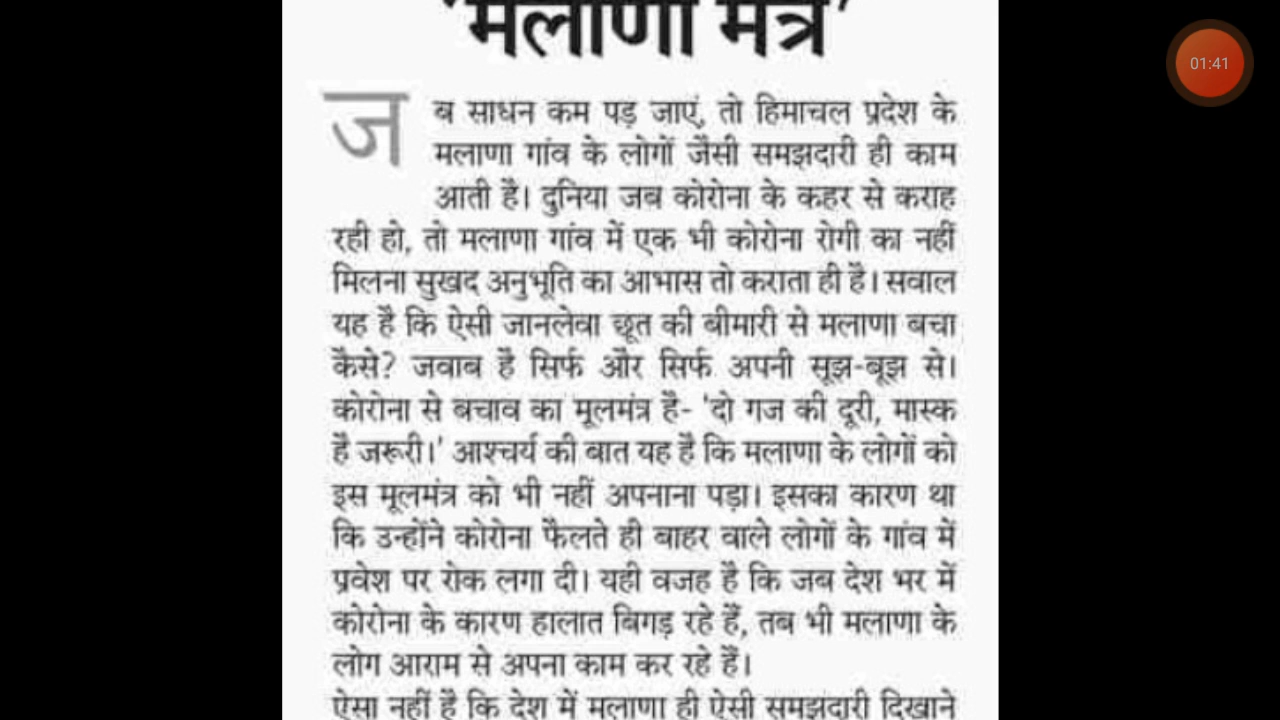 'मलाणा मंत्र'
01:41
जब साधन कम पड़ जाएं, तो हिमाचल प्रदेश के
मलाणा गांव के लोगों जैसी समझदारी ही काम
आती है। दुनिया जब कोरोना के कहर से कराह
रही हो, तो मलाणा गांव में एक भी कोरोना रोगी का नहीं
मिलना सुखद अनुभूति का आभास तो कराता ही है। सवाल
यह है कि ऐसी जानलेवा छूत की बीमारी से मलाणा बचा
कैसे? जवाब है सिर्फ और सिर्फ अपनी सूझ-बूझ से।
कोरोना से बचाव का मूलमंत्र है- 'दो गज की दूरी, मास्क
है जरूरी।' आश्चर्य की बात यह है कि मलाणा के लोगों को
इस मूलमंत्र को भी नहीं अपनाना पड़ा। इसका कारण था
कि उन्होंने कोरोना फैलते ही बाहर वाले लोगों के गांव में
प्रवेश पर रोक लगा दी। यही वजह है कि जब देश भर में
कोरोना के कारण हालात बिगड़ रहे हैं, तब भी मलाणा के
लोग आराम से अपना काम कर रहे हैं।
ऐसा नहीं है कि देश में मलाणा ही ऐसी समझदारी दिखाने